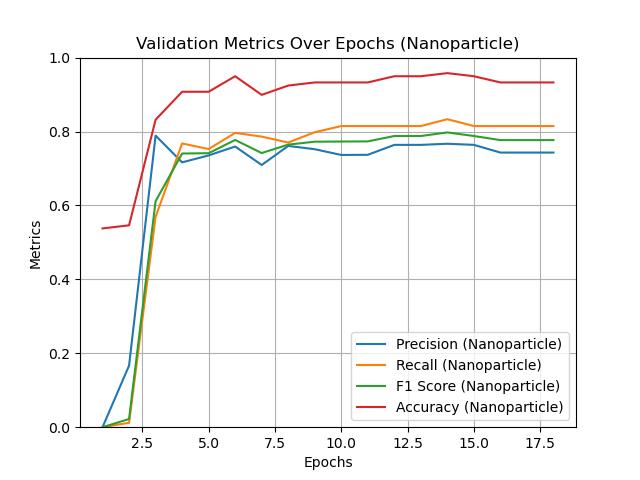 Validation Metrics Over Epochs (Nanoparticle)
1.0
0.8
0.6
0.4
0.2
0.0
Metrics
2.5 5.0 7.5 10.0 12.5 15.0 17.5
Epochs
Precision (Nanoparticle)
Recall (Nanoparticle)
F1 Score (Nanoparticle)
Accuracy (Nanoparticle)